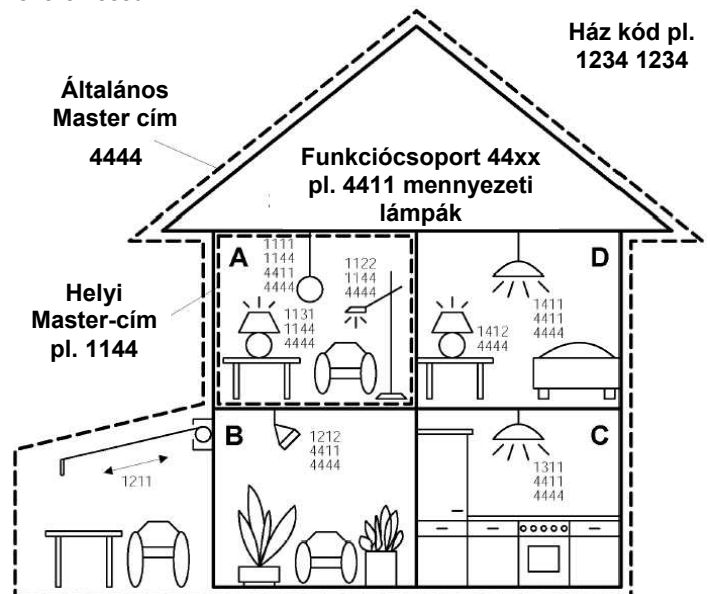 Ház kód pl.
1234 1234
Általános
Master cím
4444
Funkciócsoport 44xx
pl. 4411 mennyezeti
lámpák
Helyi
Master-cím
pl. 1144
A
1111
1144
4411
4444
1122
1144
4444
1131
1144
4444
D
1411
4411
4444
1412
4444
B
1212
4411
4444
1211
C
1311
4411
4444